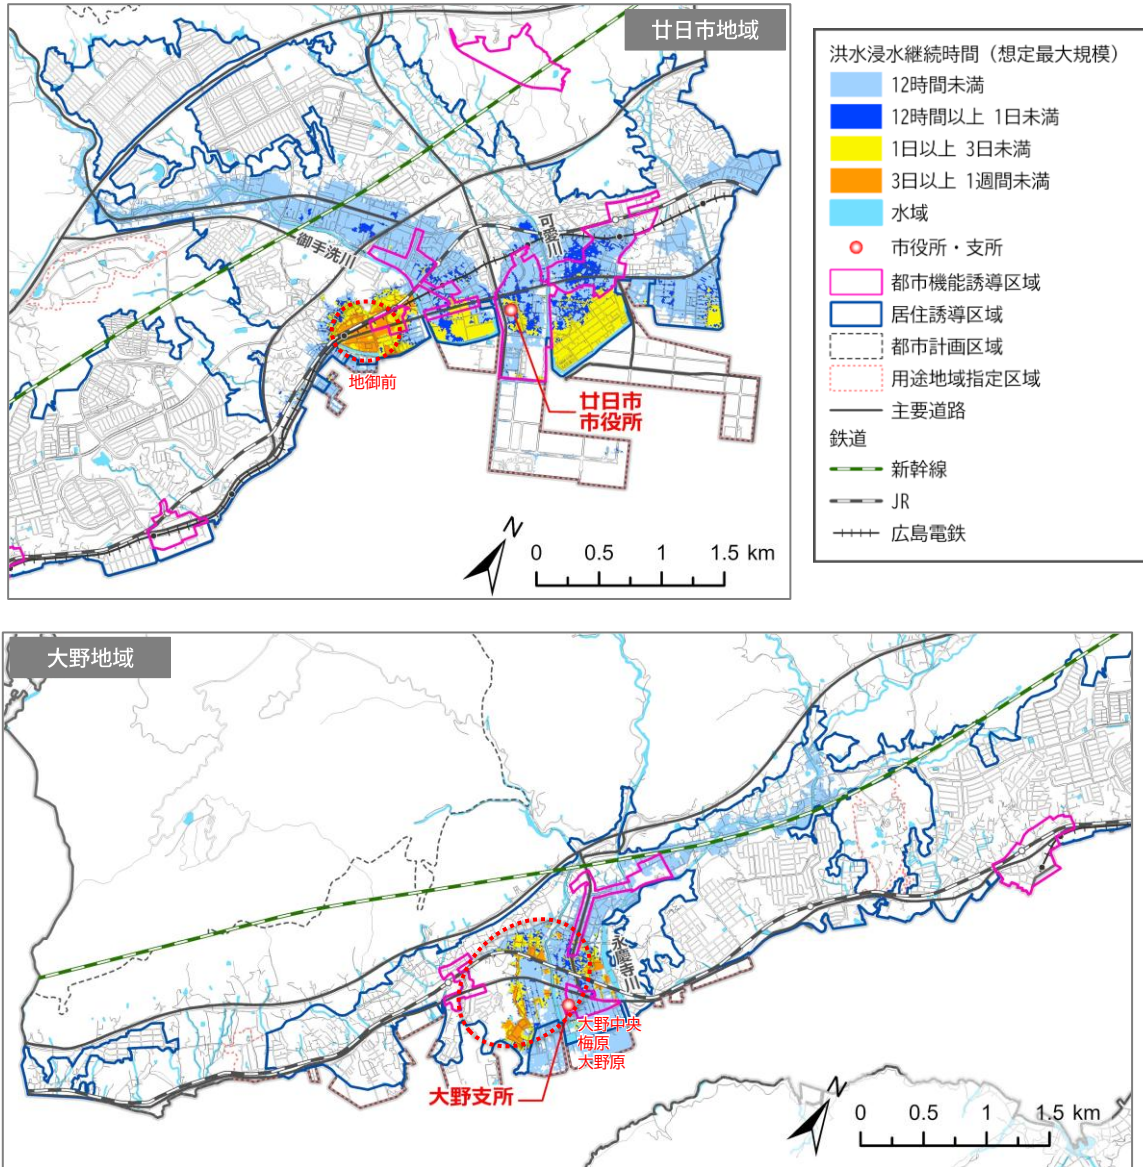 廿日市地域
御手洗川
可愛川
地御前
廿日市
市役所
N
0 0.5 1 1.5 km
洪水浸水継続時間（想定最大規模）
12時間未満
12時間以上 1日未満
1日以上 3日未満
3日以上 1週間未満
水域
市役所・支所
都市機能誘導区域
居住誘導区域
都市計画区域
用途地域指定区域
主要道路
鉄道
新幹線
JR
広島電鉄
大野地域
永慶寺川
大野中央
梅原
大野原
大野支所
N
0 0.5 1 1.5 km